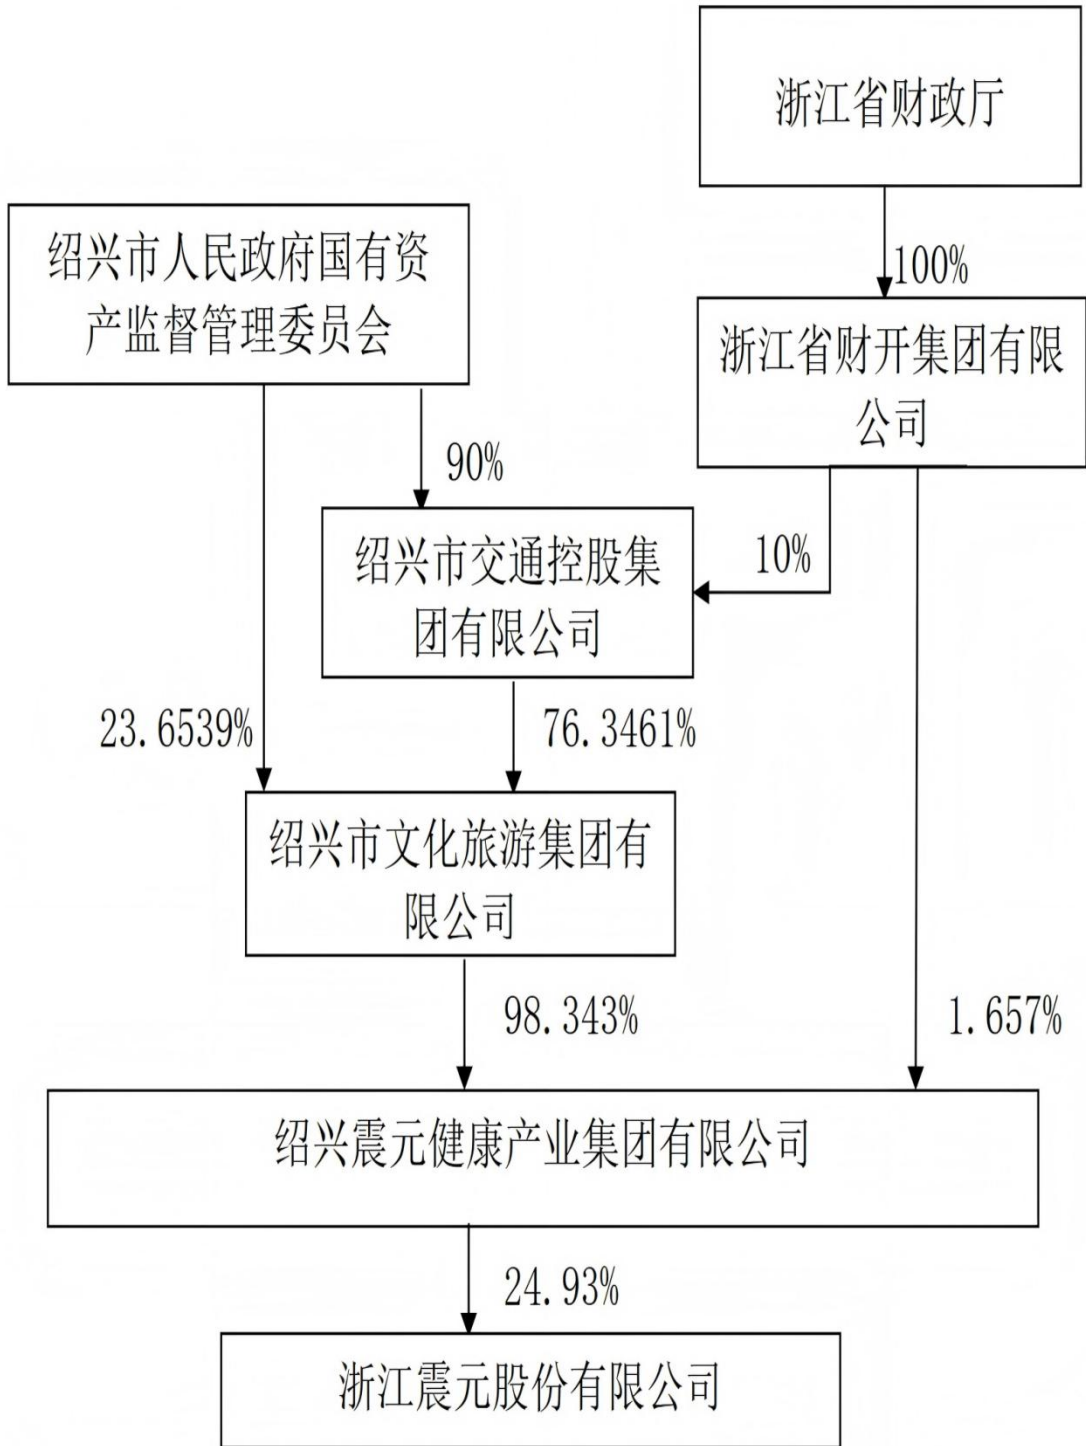 浙江省财政厅
绍兴市人民政府国有资
产监督管理委员会
100%
浙江省财开集团有限
公司
90%
绍兴市交通控股集
团有限公司
10%
23.6539%
76.3461%
绍兴市文化旅游集团有
限公司
98.343%
1.657%
绍兴震元健康产业集团有限公司
24.93%
浙江震元股份有限公司